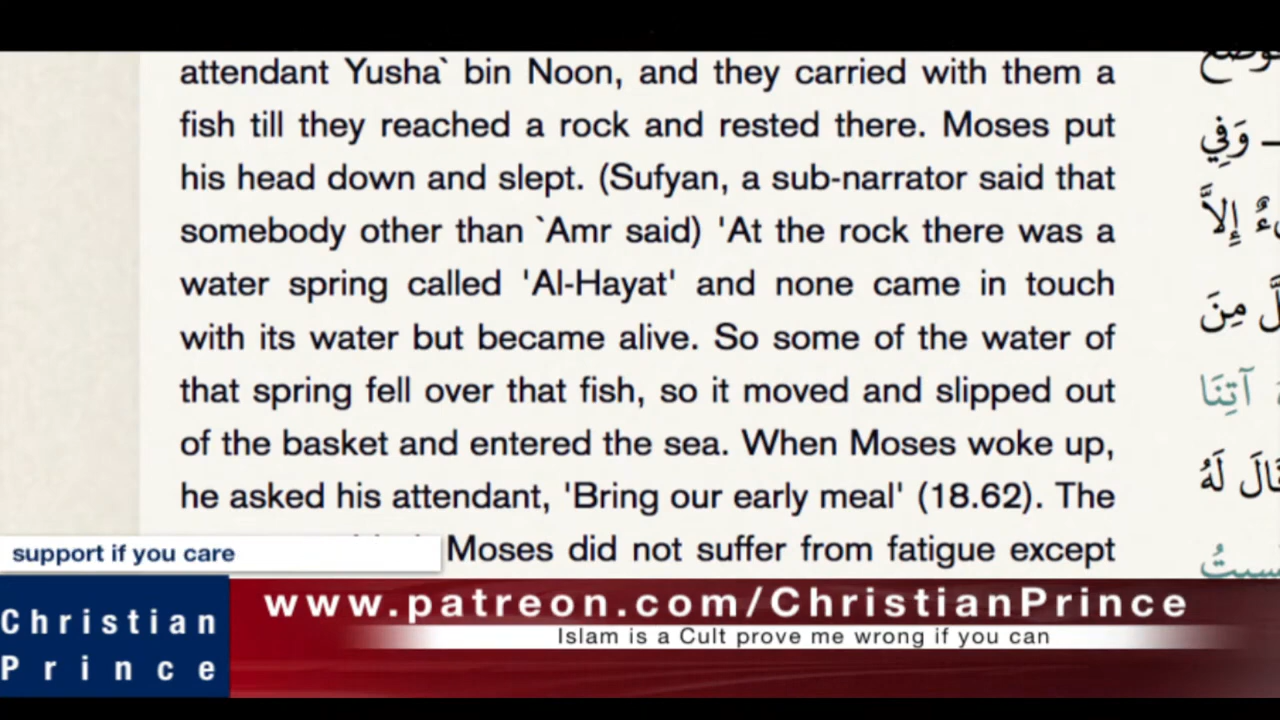 attendant Yusha` bin Noon, and they carried with them a
fish till they reached a rock and rested there. Moses put
his head down and slept. (Sufyan, a sub-narrator said that
somebody other than `Amr said) 'At the rock there was a
water spring called 'Al-Hayat' and none came in touch
with its water but became alive. So some of the water of
that spring fell over that fish, so it moved and slipped out
of the basket and entered the sea. When Moses woke up,
he asked his attendant, 'Bring our early meal' (18.62). The
Moses did not suffer from fatigue except
ـ وَفِي
إِلاَّ
مِنَ
آتِنَا
لَهُ
support if you care
Christian
Prince
www.patreon.com/ChristianPrince
Islam is a Cult prove me wrong if you can